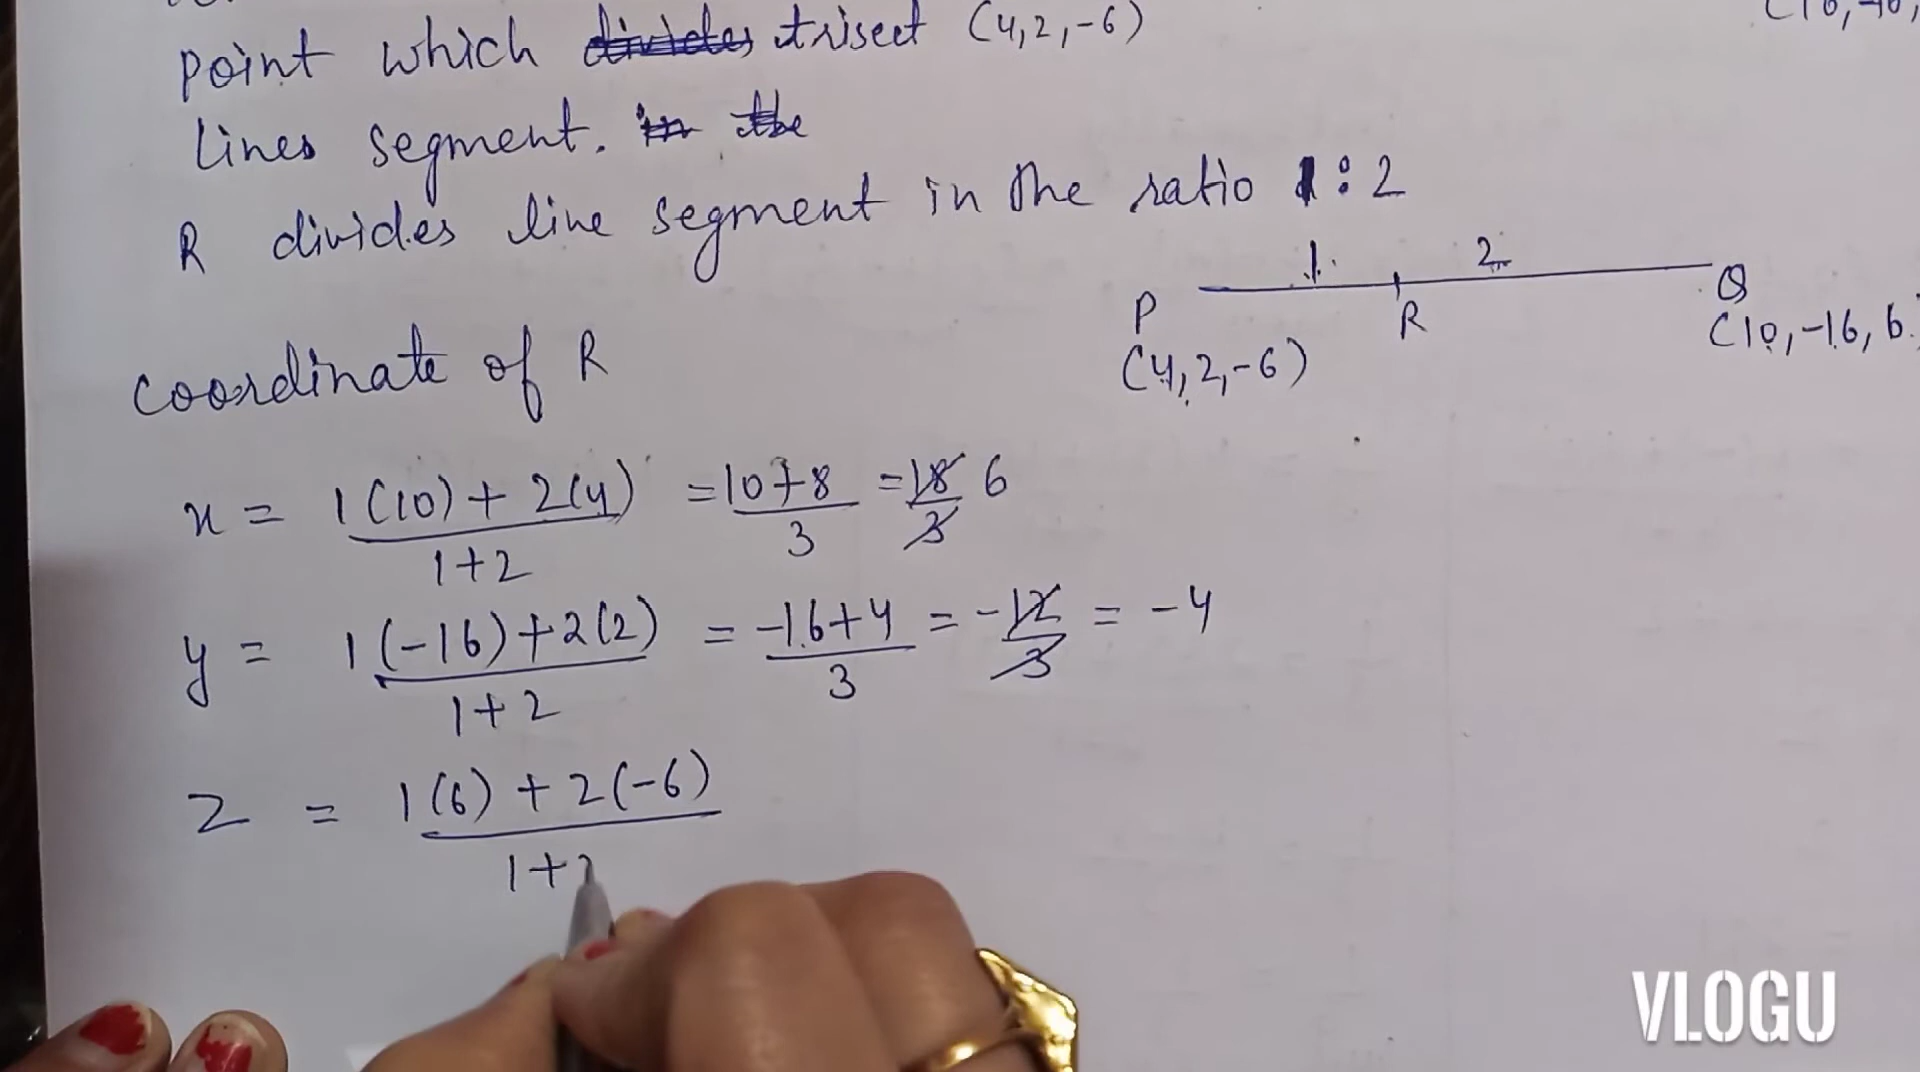 point which divides trisect (4,2,-6)
lines segment. in the
R divides line segment in the ratio 1:2
1 2
P R Q
(4,2,-6) (10,-16,6)
coordinate of R
x = 1(10)+2(4) =10+8 =18 6
1+2 3 3
y = 1(-16)+2(2) = -16+4 = -12 = -4
1+2 3 3
Z = 1(6)+2(-6)
1+2
VLOGU